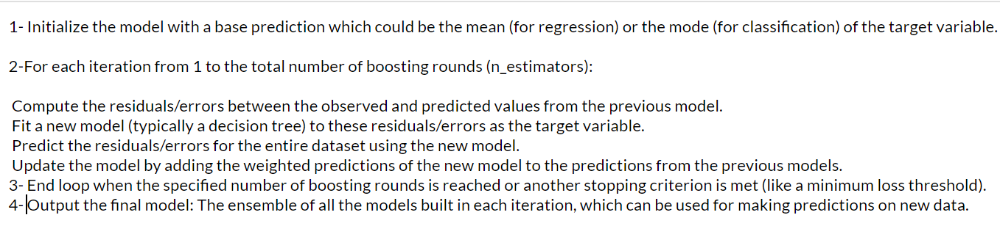 1- Initialize the model with a base prediction which could be the mean (for regression) or the mode (for classification) of the target variable.
2-For each iteration from 1 to the total number of boosting rounds (n_estimators):
Compute the residuals/errors between the observed and predicted values from the previous model.
Fit a new model (typically a decision tree) to these residuals/errors as the target variable.
Predict the residuals/errors for the entire dataset using the new model.
Update the model by adding the weighted predictions of the new model to the predictions from the previous models.
3- End loop when the specified number of boosting rounds is reached or another stopping criterion is met (like a minimum loss threshold).
4-Output the final model: The ensemble of all the models built in each iteration, which can be used for making predictions on new data.